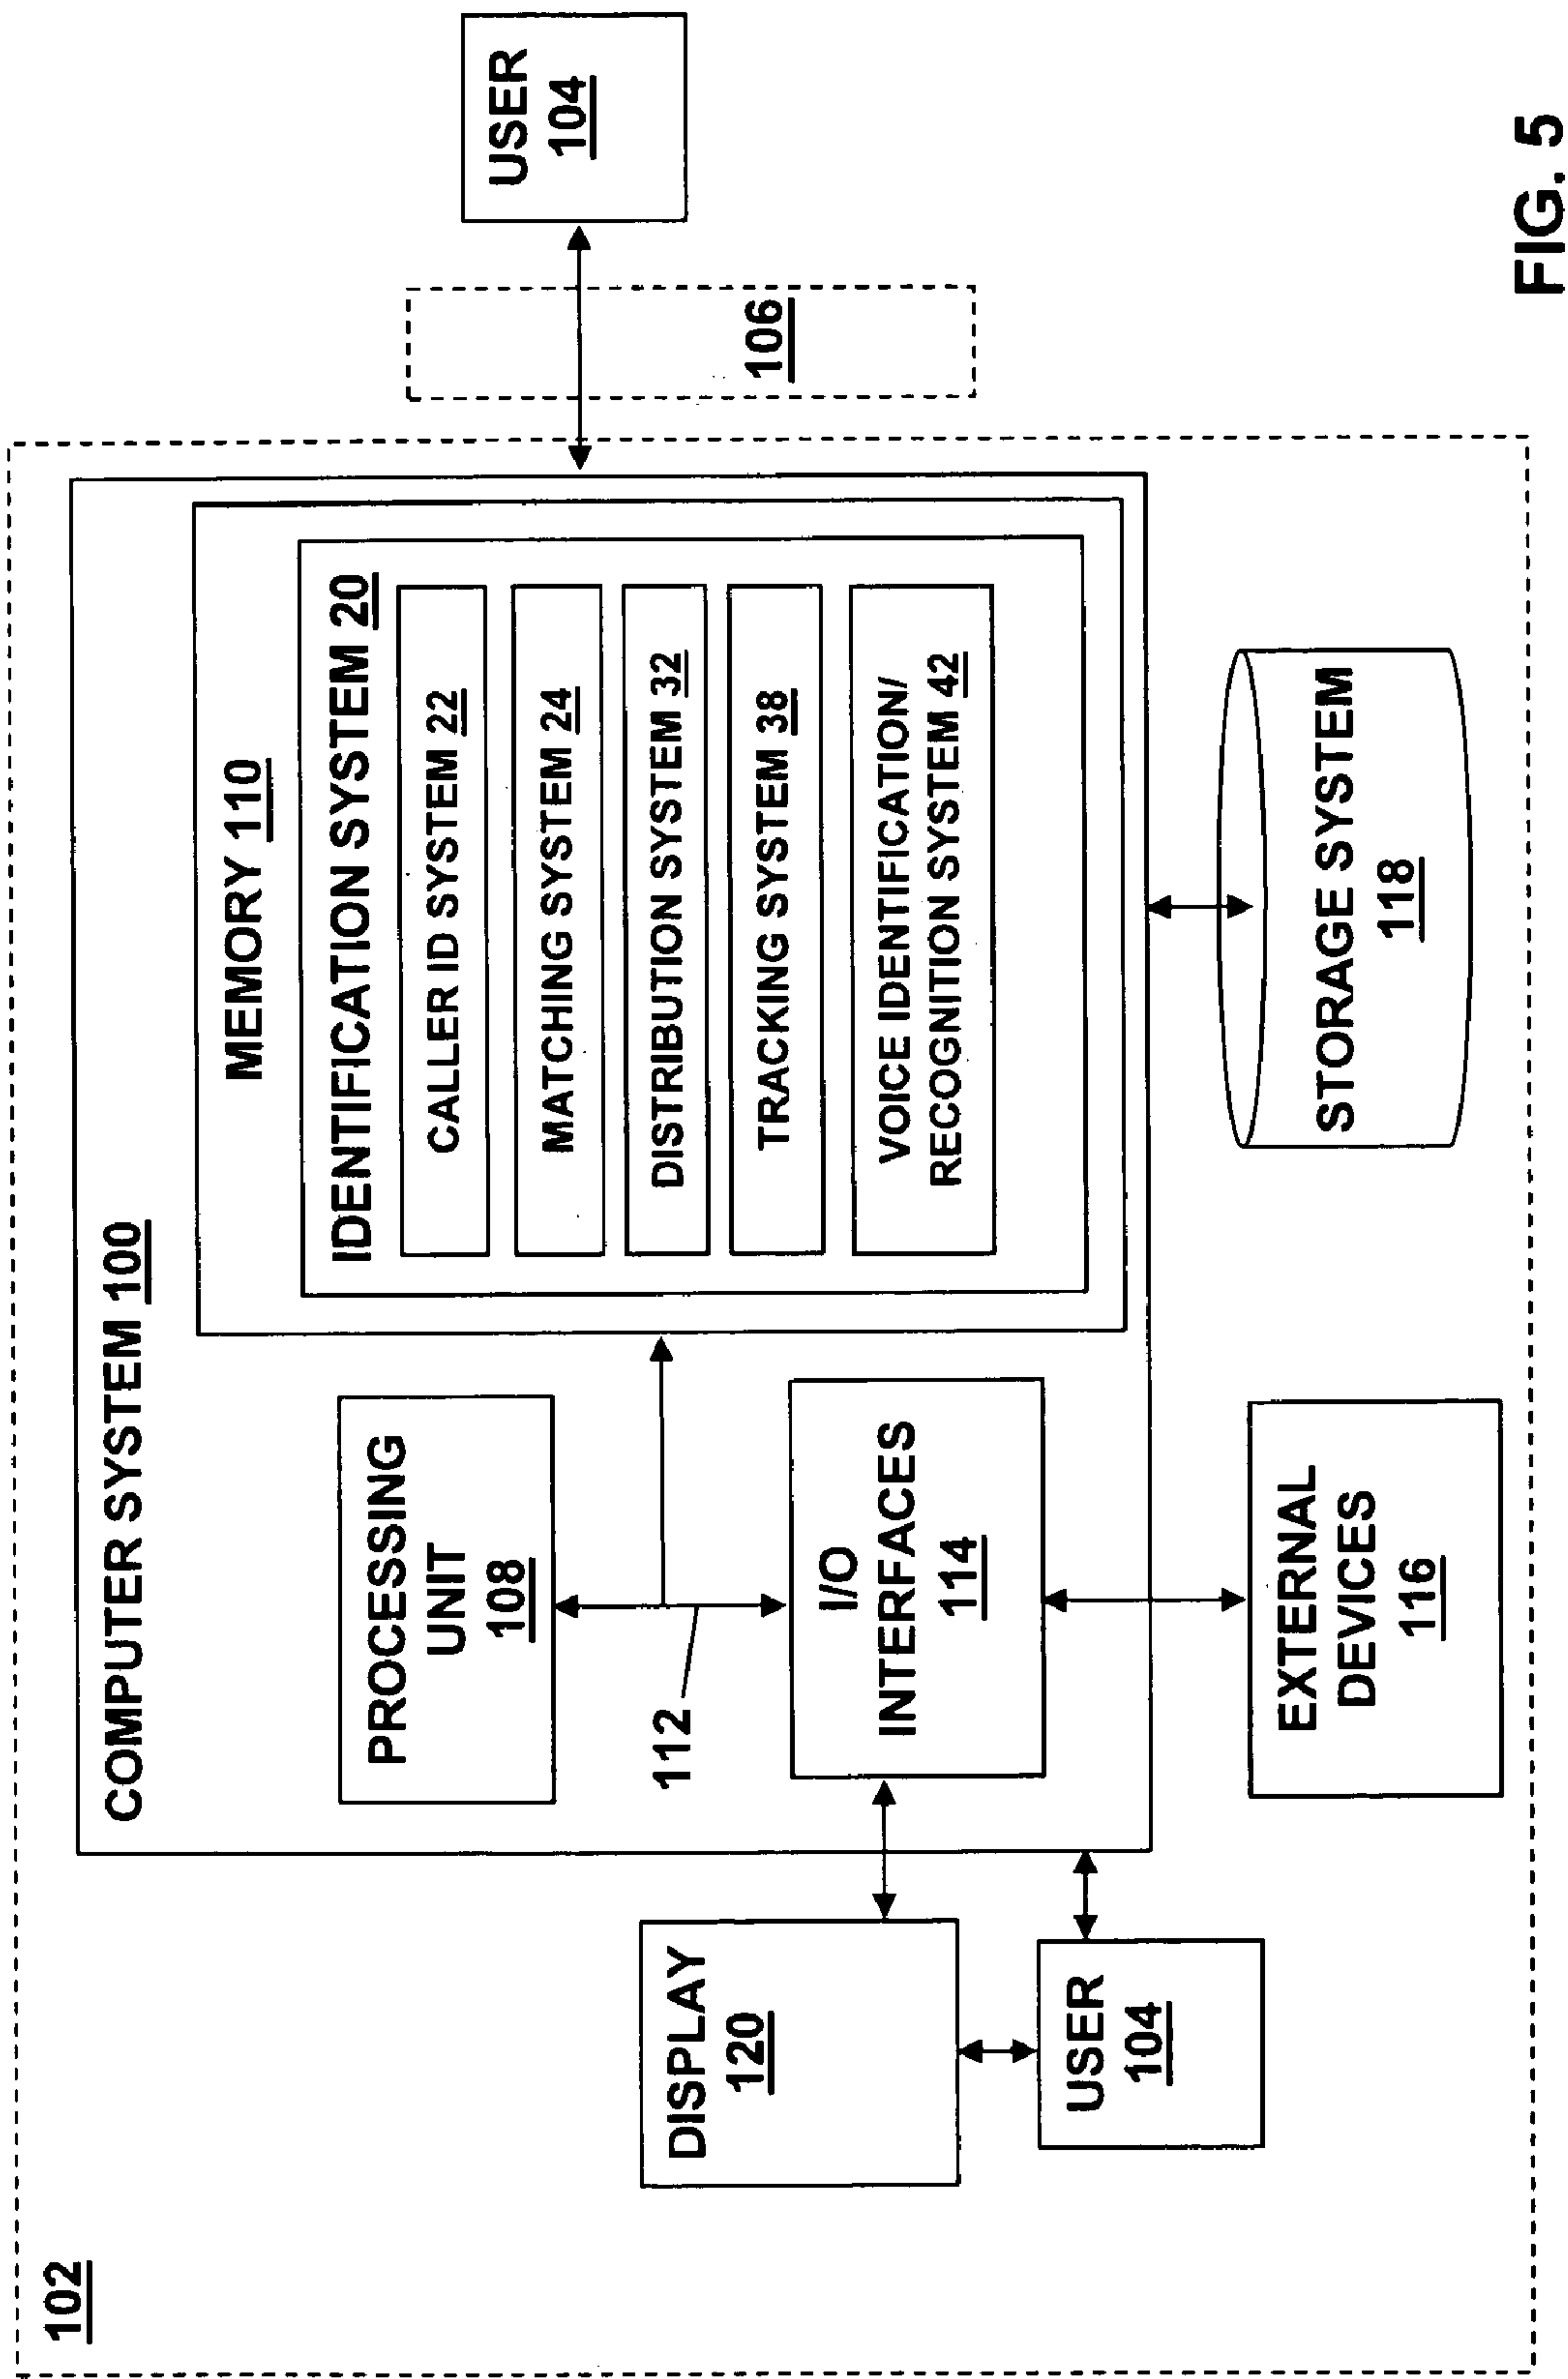 102
COMPUTER SYSTEM 100
PROCESSING
UNIT
108
MEMORY 110
IDENTIFICATION SYSTEM 20
CALLER ID SYSTEM 22
MATCHING SYSTEM 24
DISTRIBUTION SYSTEM 32
TRACKING SYSTEM 38
VOICE IDENTIFICATION/
RECOGNITION SYSTEM 42
112
I/O
INTERFACES
114
DISPLAY
120
USER
104
EXTERNAL
DEVICES
116
STORAGE SYSTEM
118
106
USER
104
FIG. 5